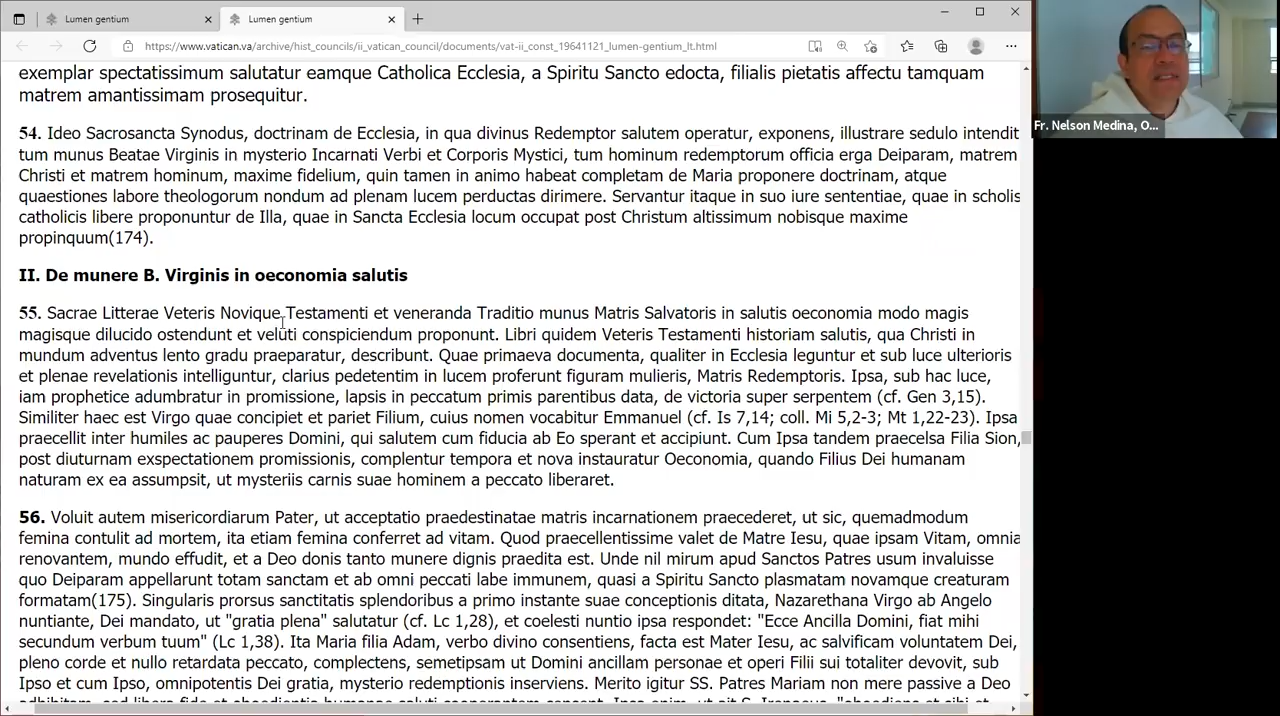 Lumen gentium
Lumen gentium
https://www.vatican.va/archive/hist_councils/ii_vatican_council/documents/vat-ii_const_19641121_lumen-gentium_lt.html
Fr. Nelson Medina, O...
exemplar spectatissimum salutatur eamque Catholica Ecclesia, a Spiritu Sancto edocta, filialis pietatis affectu tamquam
matrem amantissimam prosequitur.
54. Ideo Sacrosancta Synodus, doctrinam de Ecclesia, in qua divinus Redemptor salutem operatur, exponens, illustrare sedulo intendit
tum munus Beatae Virginis in mysterio Incarnati Verbi et Corporis Mystici, tum hominum redemptorum officia erga Deiparam, matrem
Christi et matrem hominum, maxime fidelium, quin tamen in animo habeat completam de Maria proponere doctrinam, atque
quaestiones labore theologorum nondum ad plenam lucem perductas dirimere. Servantur itaque in suo iure sententiae, quae in scholis
catholicis libere proponuntur de Illa, quae in Sancta Ecclesia locum occupat post Christum altissimum nobisque maxime
propinquum(174).
II. De munere B. Virginis in oeconomia salutis
55. Sacrae Litterae Veteris Novique Testamenti et veneranda Traditio munus Matris Salvatoris in salutis oeconomia modo magis
magisque dilucido ostendunt et veluti conspiciendum proponunt. Libri quidem Veteris Testamenti historiam salutis, qua Christi in
mundum adventus lento gradu praeparatur, describunt. Quae primaeva documenta, qualiter in Ecclesia leguntur et sub luce ulterioris
et plenae revelationis intelliguntur, clarius pedetentim in lucem proferunt figuram mulieris, Matris Redemptoris. Ipsa, sub hac luce,
iam prophetice adumbratur in promissione, lapsis in peccatum primis parentibus data, de victoria super serpentem (cf. Gen 3,15).
Similiter haec est Virgo quae concipiet et pariet Filium, cuius nomen vocabitur Emmanuel (cf. Is 7,14; coll. Mi 5,2-3; Mt 1,22-23). Ipsa
praecellit inter humiles ac pauperes Domini, qui salutem cum fiducia ab Eo sperant et accipiunt. Cum Ipsa tandem praecelsa Filia Sion,
post diuturnam exspectationem promissionis, complentur tempora et nova instauratur Oeconomia, quando Filius Dei humanam
naturam ex ea assumpsit, ut mysteriis carnis suae hominem a peccato liberaret.
56. Voluit autem misericordiarum Pater, ut acceptatio praedestinatae matris incarnationem praecederet, ut sic, quemadmodum
femina contulit ad mortem, ita etiam femina conferret ad vitam. Quod praecellentissime valet de Matre Iesu, quae ipsam Vitam, omnia
renovantem, mundo effudit, et a Deo donis tanto munere dignis praedita est. Unde nil mirum apud Sanctos Patres usum invaluisse
quo Deiparam appellarunt totam sanctam et ab omni peccati labe immunem, quasi a Spiritu Sancto plasmatam novamque creaturam
formatam(175). Singularis prorsus sanctitatis splendoribus a primo instante suae conceptionis ditata, Nazarethana Virgo ab Angelo
nuntiante, Dei mandato, ut "gratia plena" salutatur (cf. Lc 1,28), et coelesti nuntio ipsa respondet: "Ecce Ancilla Domini, fiat mihi
secundum verbum tuum" (Lc 1,38). Ita Maria filia Adam, verbo divino consentiens, facta est Mater Iesu, ac salvificam voluntatem Dei,
pleno corde et nullo retardata peccato, complectens, semetipsam ut Domini ancillam personae et operi Filii sui totaliter devovit, sub
Ipso et cum Ipso, omnipotentis Dei gratia, mysterio redemptionis inserviens. Merito igitur SS. Patres Mariam non mere passive a Deo